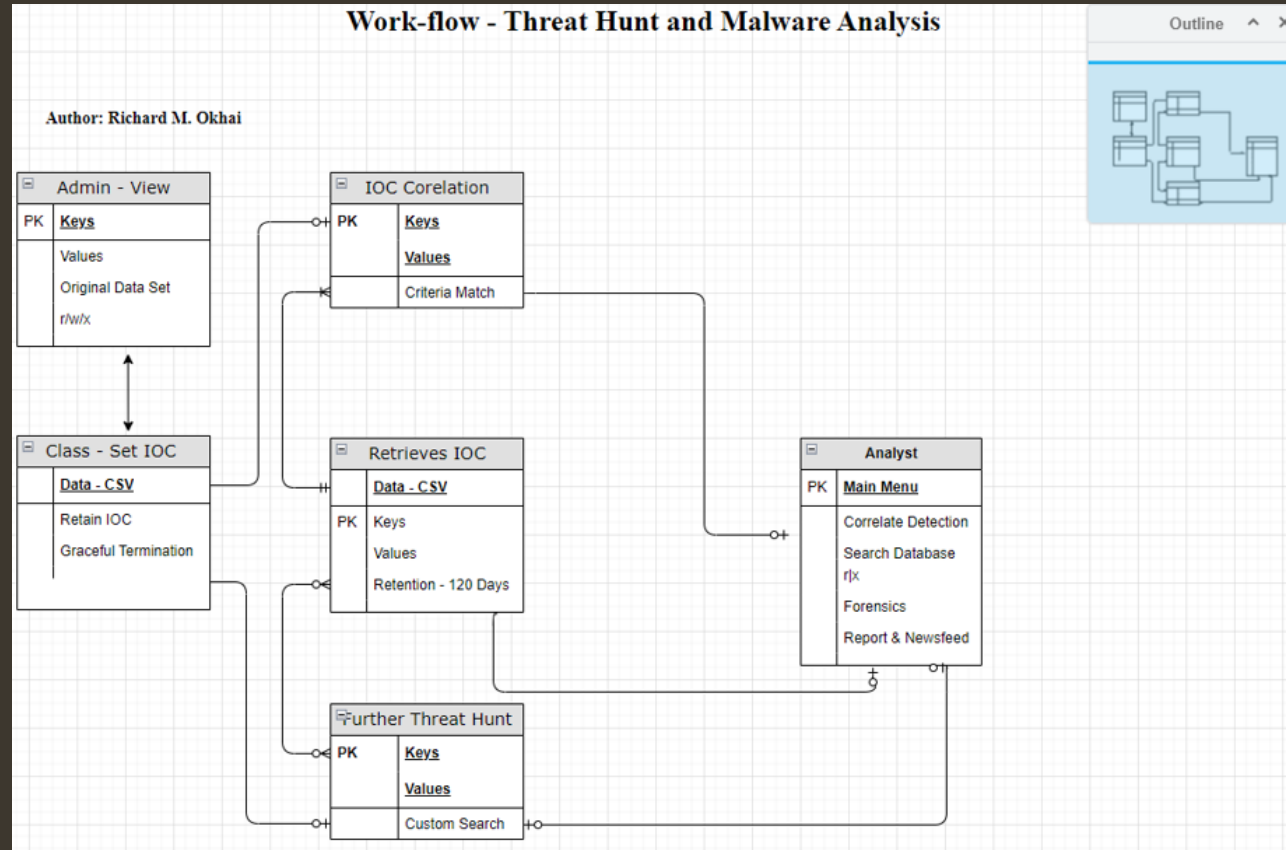 Work-flow - Threat Hunt and Malware Analysis
Outline
Author: Richard M. Okhai
Admin - View
PK Keys
Values
Original Data Set
r/w/x
IOC Corelation
PK Keys
Values
Criteria Match
Class - Set IOC
Data - CSV
Retain IOC
Graceful Termination
Retrieves IOC
Data - CSV
PK Keys
Values
Retention - 120 Days
Analyst
PK Main Menu
Correlate Detection
Search Database
r|x
Forensics
Report & Newsfeed
Further Threat Hunt
PK Keys
Values
Custom Search